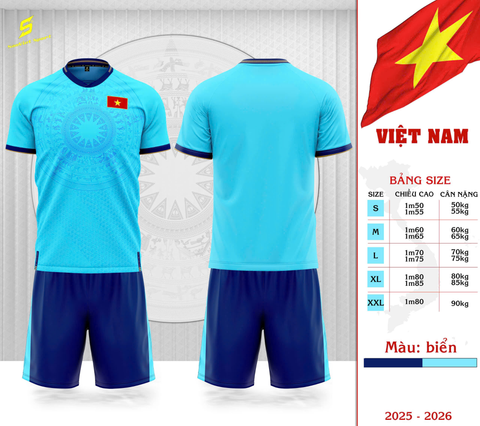 VIỆT NAM
BẢNG SIZE
SIZE CHIỀU CAO CÂN NẶNG
S 1m50 1m55 50kg 55kg
M 1m60 1m65 60kg 65kg
L 1m70 1m75 70kg 75kg
XL 1m80 1m85 80kg 85kg
XXL 1m80 90kg
Màu: biển
2025 - 2026